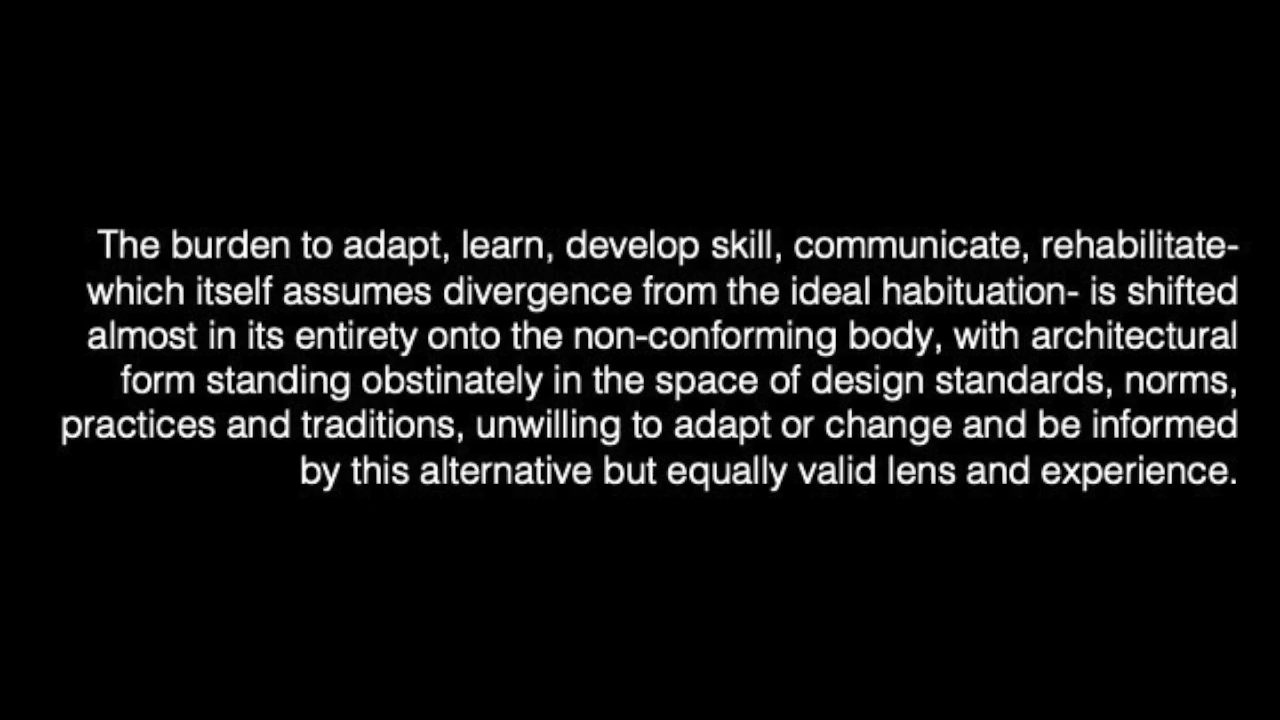 The burden to adapt, learn, develop skill, communicate, rehabilitate-
which itself assumes divergence from the ideal habituation- is shifted
almost in its entirety onto the non-conforming body, with architectural
form standing obstinately in the space of design standards, norms,
practices and traditions, unwilling to adapt or change and be informed
by this alternative but equally valid lens and experience.